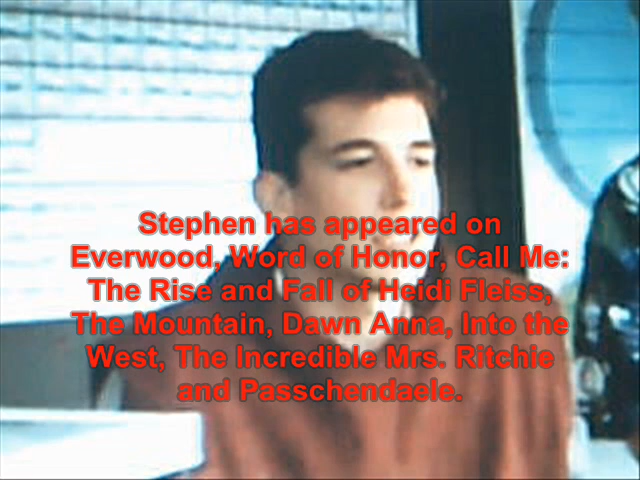 Stephen has appeared on
Everwood, Word of Honor, Call Me:
The Rise and Fall of Heidi Fleiss,
The Mountain, Dawn Anna, Into the
West, The Incredible Mrs. Ritchie
and Passchendaele.